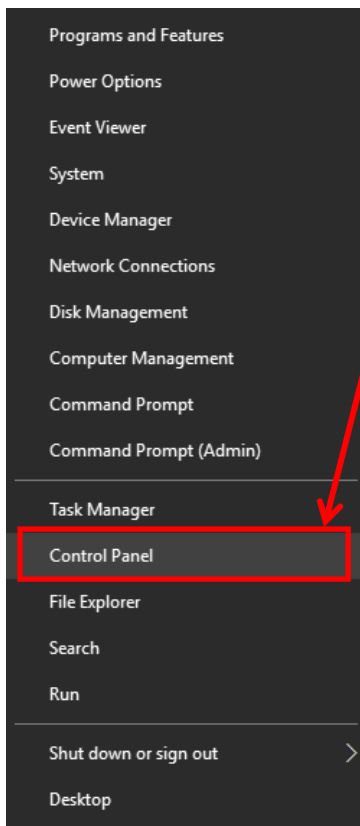 Programs and Features
Power Options
Event Viewer
System
Device Manager
Network Connections
Disk Management
Computer Management
Command Prompt
Command Prompt (Admin)
Task Manager
Control Panel
File Explorer
Search
Run
Shut down or sign out
Desktop